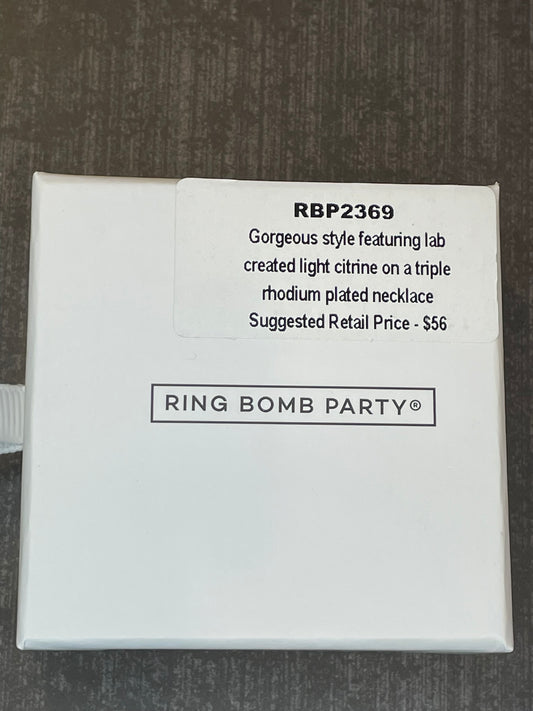 RBP2369
Gorgeous style featuring lab
created light citrine on a triple
rhodium plated necklace
Suggested Retail Price - $56
RING BOMB PARTY®